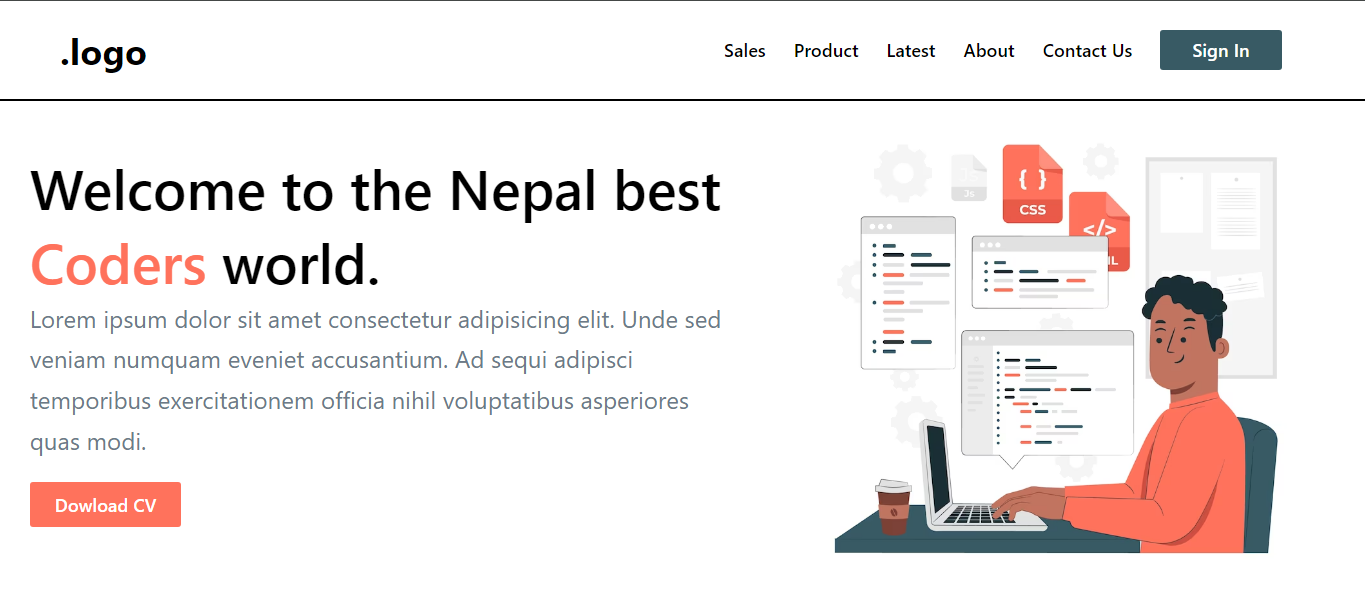 .logo
Sales Product Latest About Contact Us Sign In
Welcome to the Nepal best
Coders world.
Lorem ipsum dolor sit amet consectetur adipisicing elit. Unde sed
veniam numquam eveniet accusantium. Ad sequi adipisci
temporibus exercitationem officia nihil voluptatibus asperiores
quas modi.
Dowload CV
Js
Js
{ }
CSS
</>